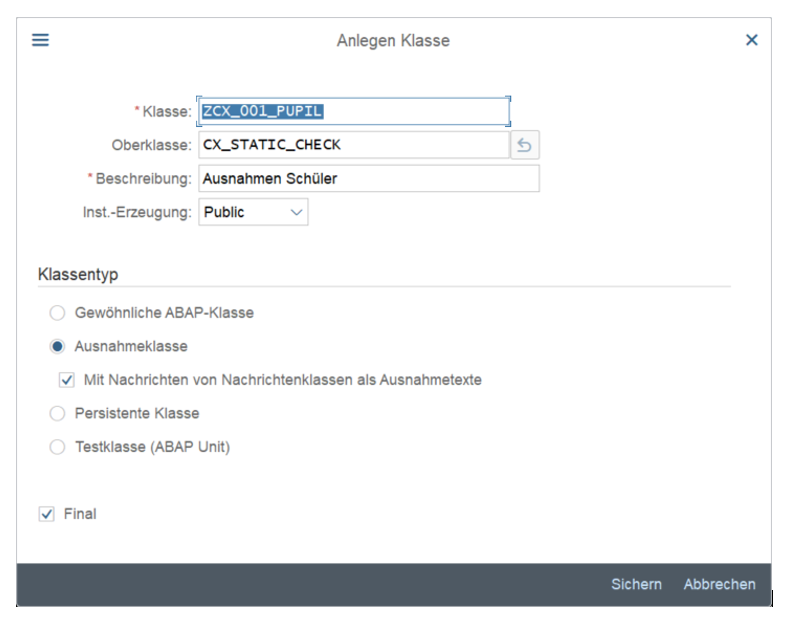 Anlegen Klasse
* Klasse: ZCX_001_PUPIL
Oberklasse: CX_STATIC_CHECK
* Beschreibung: Ausnahmen Schüler
Inst.-Erzeugung: Public
Klassentyp
Gewöhnliche ABAP-Klasse
Ausnahmeklasse
Mit Nachrichten von Nachrichtenklassen als Ausnahmetexte
Persistente Klasse
Testklasse (ABAP Unit)
Final
Sichern Abbrechen